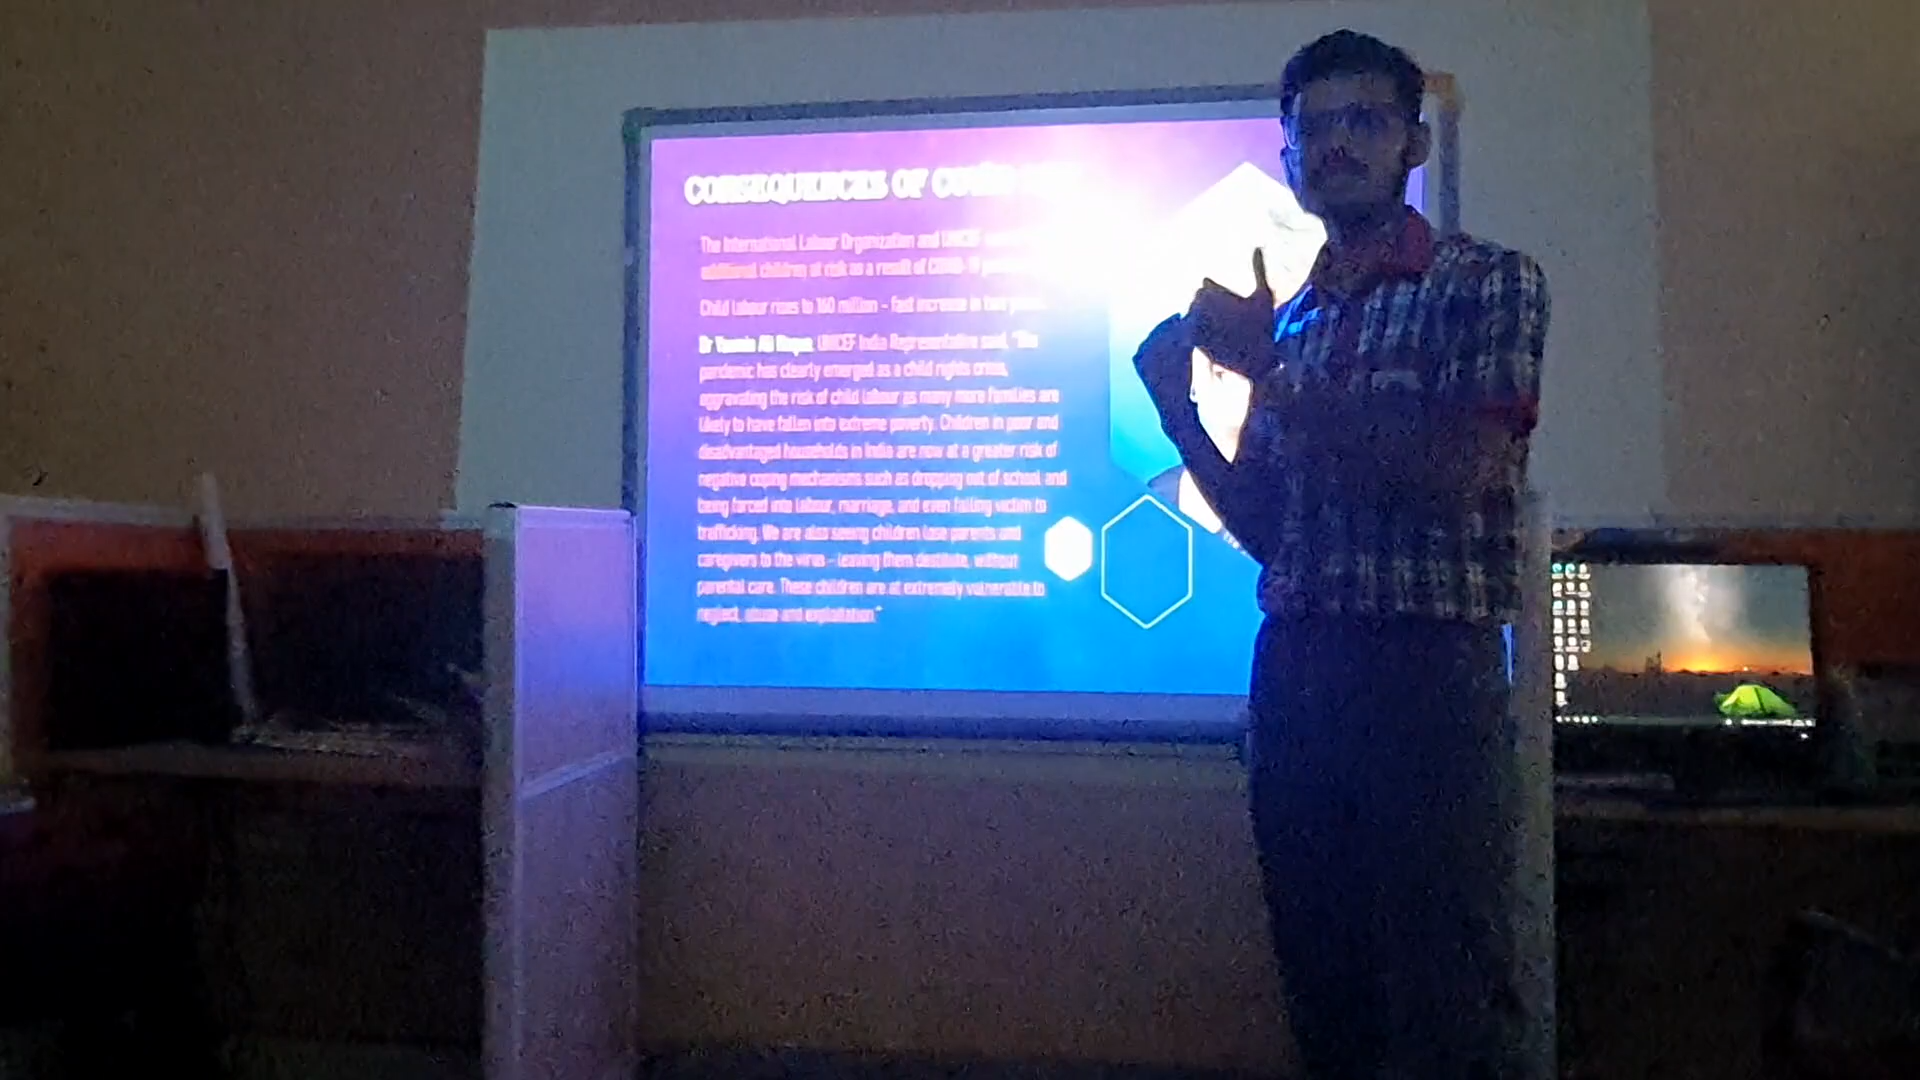 CONSEQUENCES OF
The International Labour Organization and UNICEF
additional children at risk as a result of COVID-19
Child labour rises to 160 million – fast increase in two
Dr Yasmin Ali Haque, UNICEF India Representative said, "The
pandemic has clearly emerged as a child rights crisis,
aggravating the risk of child labour as many more families are
likely to have fallen into extreme poverty. Children in poor and
disadvantaged households in India are now at a greater risk of
negative coping mechanisms such as dropping out of school and
being forced into labour, marriage, and even falling victim to
trafficking. We are also seeing children lose parents and
caregivers to the virus – leaving them destitute, without
parental care. These children are at extremely vulnerable to
neglect, abuse and exploitation."